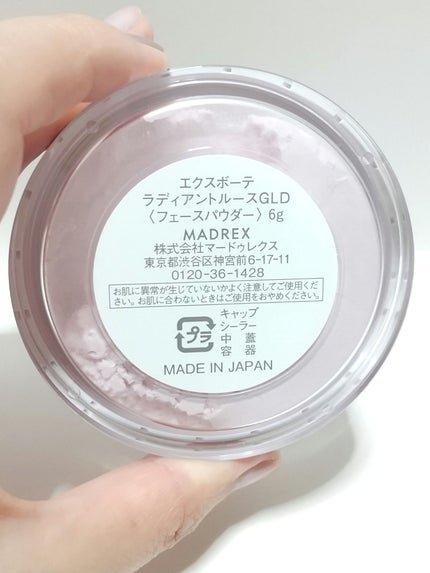 エクスボーテ
ラディアントルースGLD
〈フェースパウダー〉6g
MADREX
株式会社マードゥレクス
東京都渋谷区神宮前6-17-11
0120-36-1428
お肌に異常が生じていないかよく注意してご使用くだ
さい。お肌に合わないときはご使用をおやめください。
プラ
キャップ
シーラー
中蓋
容器
MADE IN JAPAN